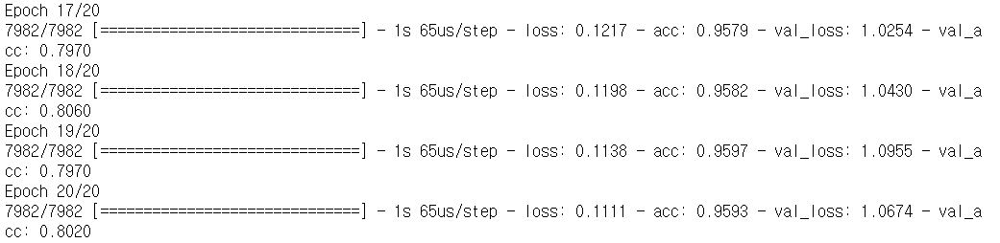 Epoch 17/20
7982/7982 [==============================] - 1s 65us/step - loss: 0.1217 - acc: 0.9579 - val_loss: 1.0254 - val_a
cc: 0.7970
Epoch 18/20
7982/7982 [==============================] - 1s 65us/step - loss: 0.1198 - acc: 0.9582 - val_loss: 1.0430 - val_a
cc: 0.8060
Epoch 19/20
7982/7982 [==============================] - 1s 65us/step - loss: 0.1138 - acc: 0.9597 - val_loss: 1.0955 - val_a
cc: 0.7970
Epoch 20/20
7982/7982 [==============================] - 1s 65us/step - loss: 0.1111 - acc: 0.9593 - val_loss: 1.0674 - val_a
cc: 0.8020